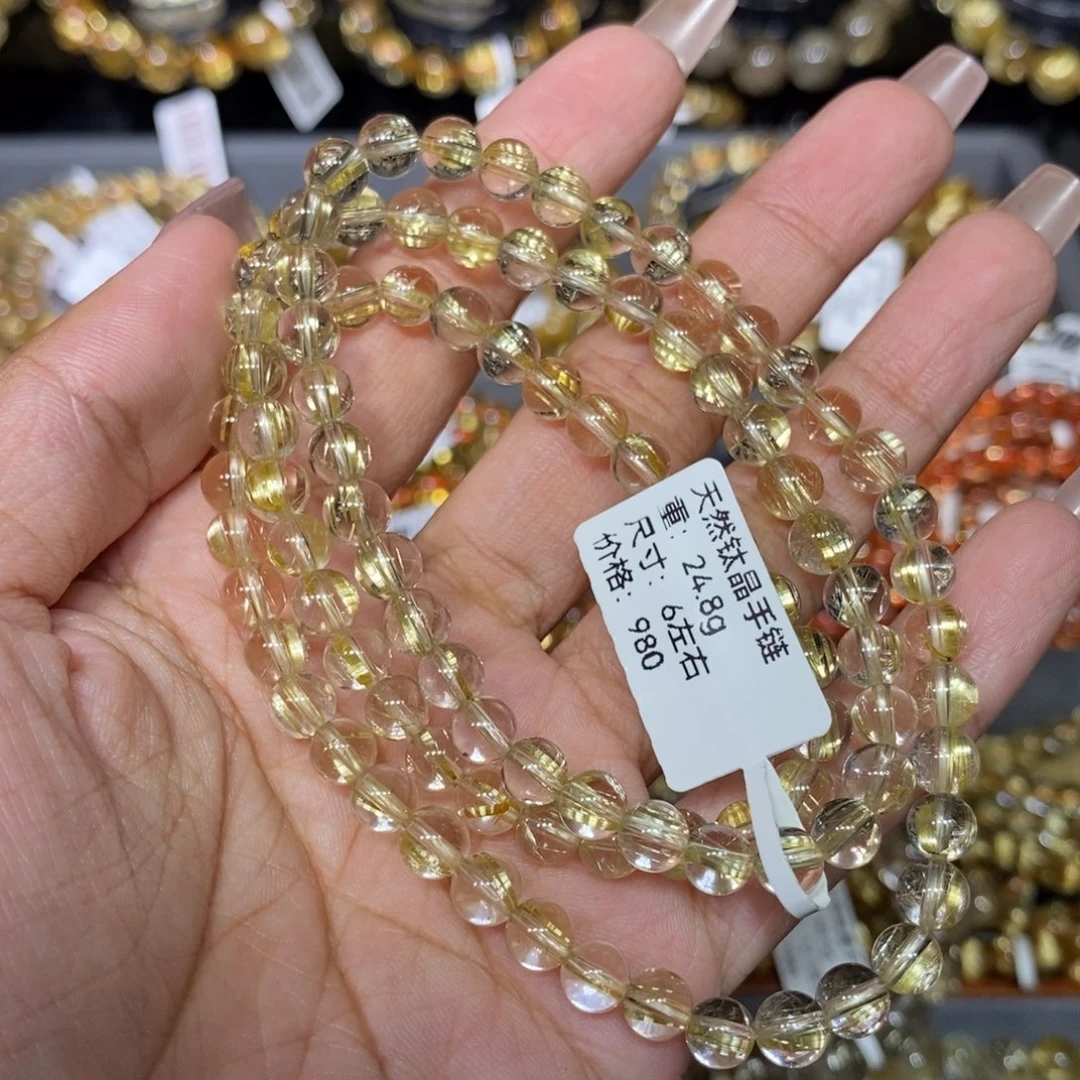 天然钛晶手链
重: 24.8g
尺寸: 6左右
价格: 980